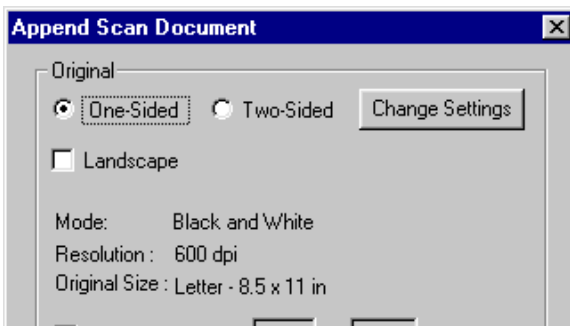 Append Scan Document
Original
One-Sided Two-Sided Change Settings
Landscape
Mode: Black and White
Resolution : 600 dpi
Original Size : Letter - 8.5 x 11 in